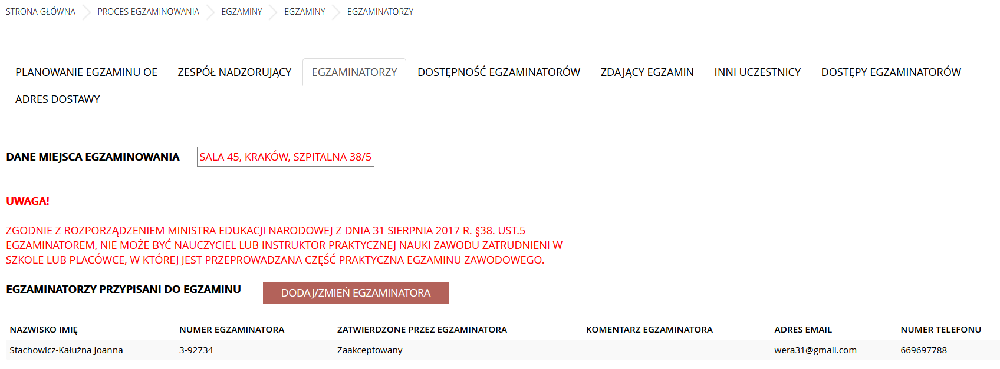 STRONA GŁÓWNA PROCES EGZAMINOWANIA EGZAMINY EGZAMINY EGZAMINATORZY
PLANOWANIE EGZAMINU OE ZESPÓŁ NADZORUJĄCY EGZAMINATORZY DOSTĘPNOŚĆ EGZAMINATORÓW ZDAJĄCY EGZAMIN INNI UCZESTNICY DOSTĘPY EGZAMINATORÓW
ADRES DOSTAWY
DANE MIEJSCA EGZAMINOWANIA SALA 45, KRAKÓW, SZPITALNA 38/5
UWAGA!
ZGODNIE Z ROZPORZĄDZENIEM MINISTRA EDUKACJI NARODOWEJ Z DNIA 31 SIERPNIA 2017 R. §38. UST.5
EGZAMINATOREM, NIE MOŻE BYĆ NAUCZYCIEL LUB INSTRUKTOR PRAKTYCZNEJ NAUKI ZAWODU ZATRUDNIENI W
SZKOLE LUB PLACÓWCE, W KTÓREJ JEST PRZEPROWADZANA CZĘŚĆ PRAKTYCZNA EGZAMINU ZAWODOWEGO.
EGZAMINATORZY PRZYPISANI DO EGZAMINU DODAJ/ZMIEŃ EGZAMINATORA
NAZWISKO IMIĘ NUMER EGZAMINATORA ZATWIERDZONE PRZEZ EGZAMINATORA KOMENTARZ EGZAMINATORA ADRES EMAIL NUMER TELEFONU
Stachowicz-Kałużna Joanna 3-92734 Zaakceptowany wera31@gmail.com 669697788